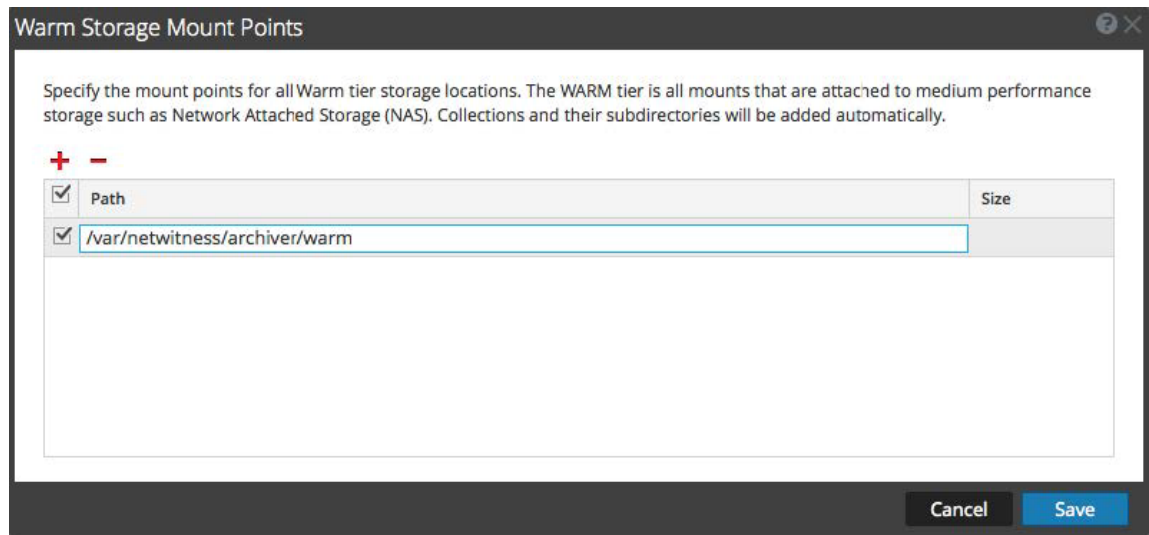 Warm Storage Mount Points
Specify the mount points for all Warm tier storage locations. The WARM tier is all mounts that are attached to medium performance
storage such as Network Attached Storage (NAS). Collections and their subdirectories will be added automatically.
Path Size
/var/netwitness/archiver/warm
Cancel Save